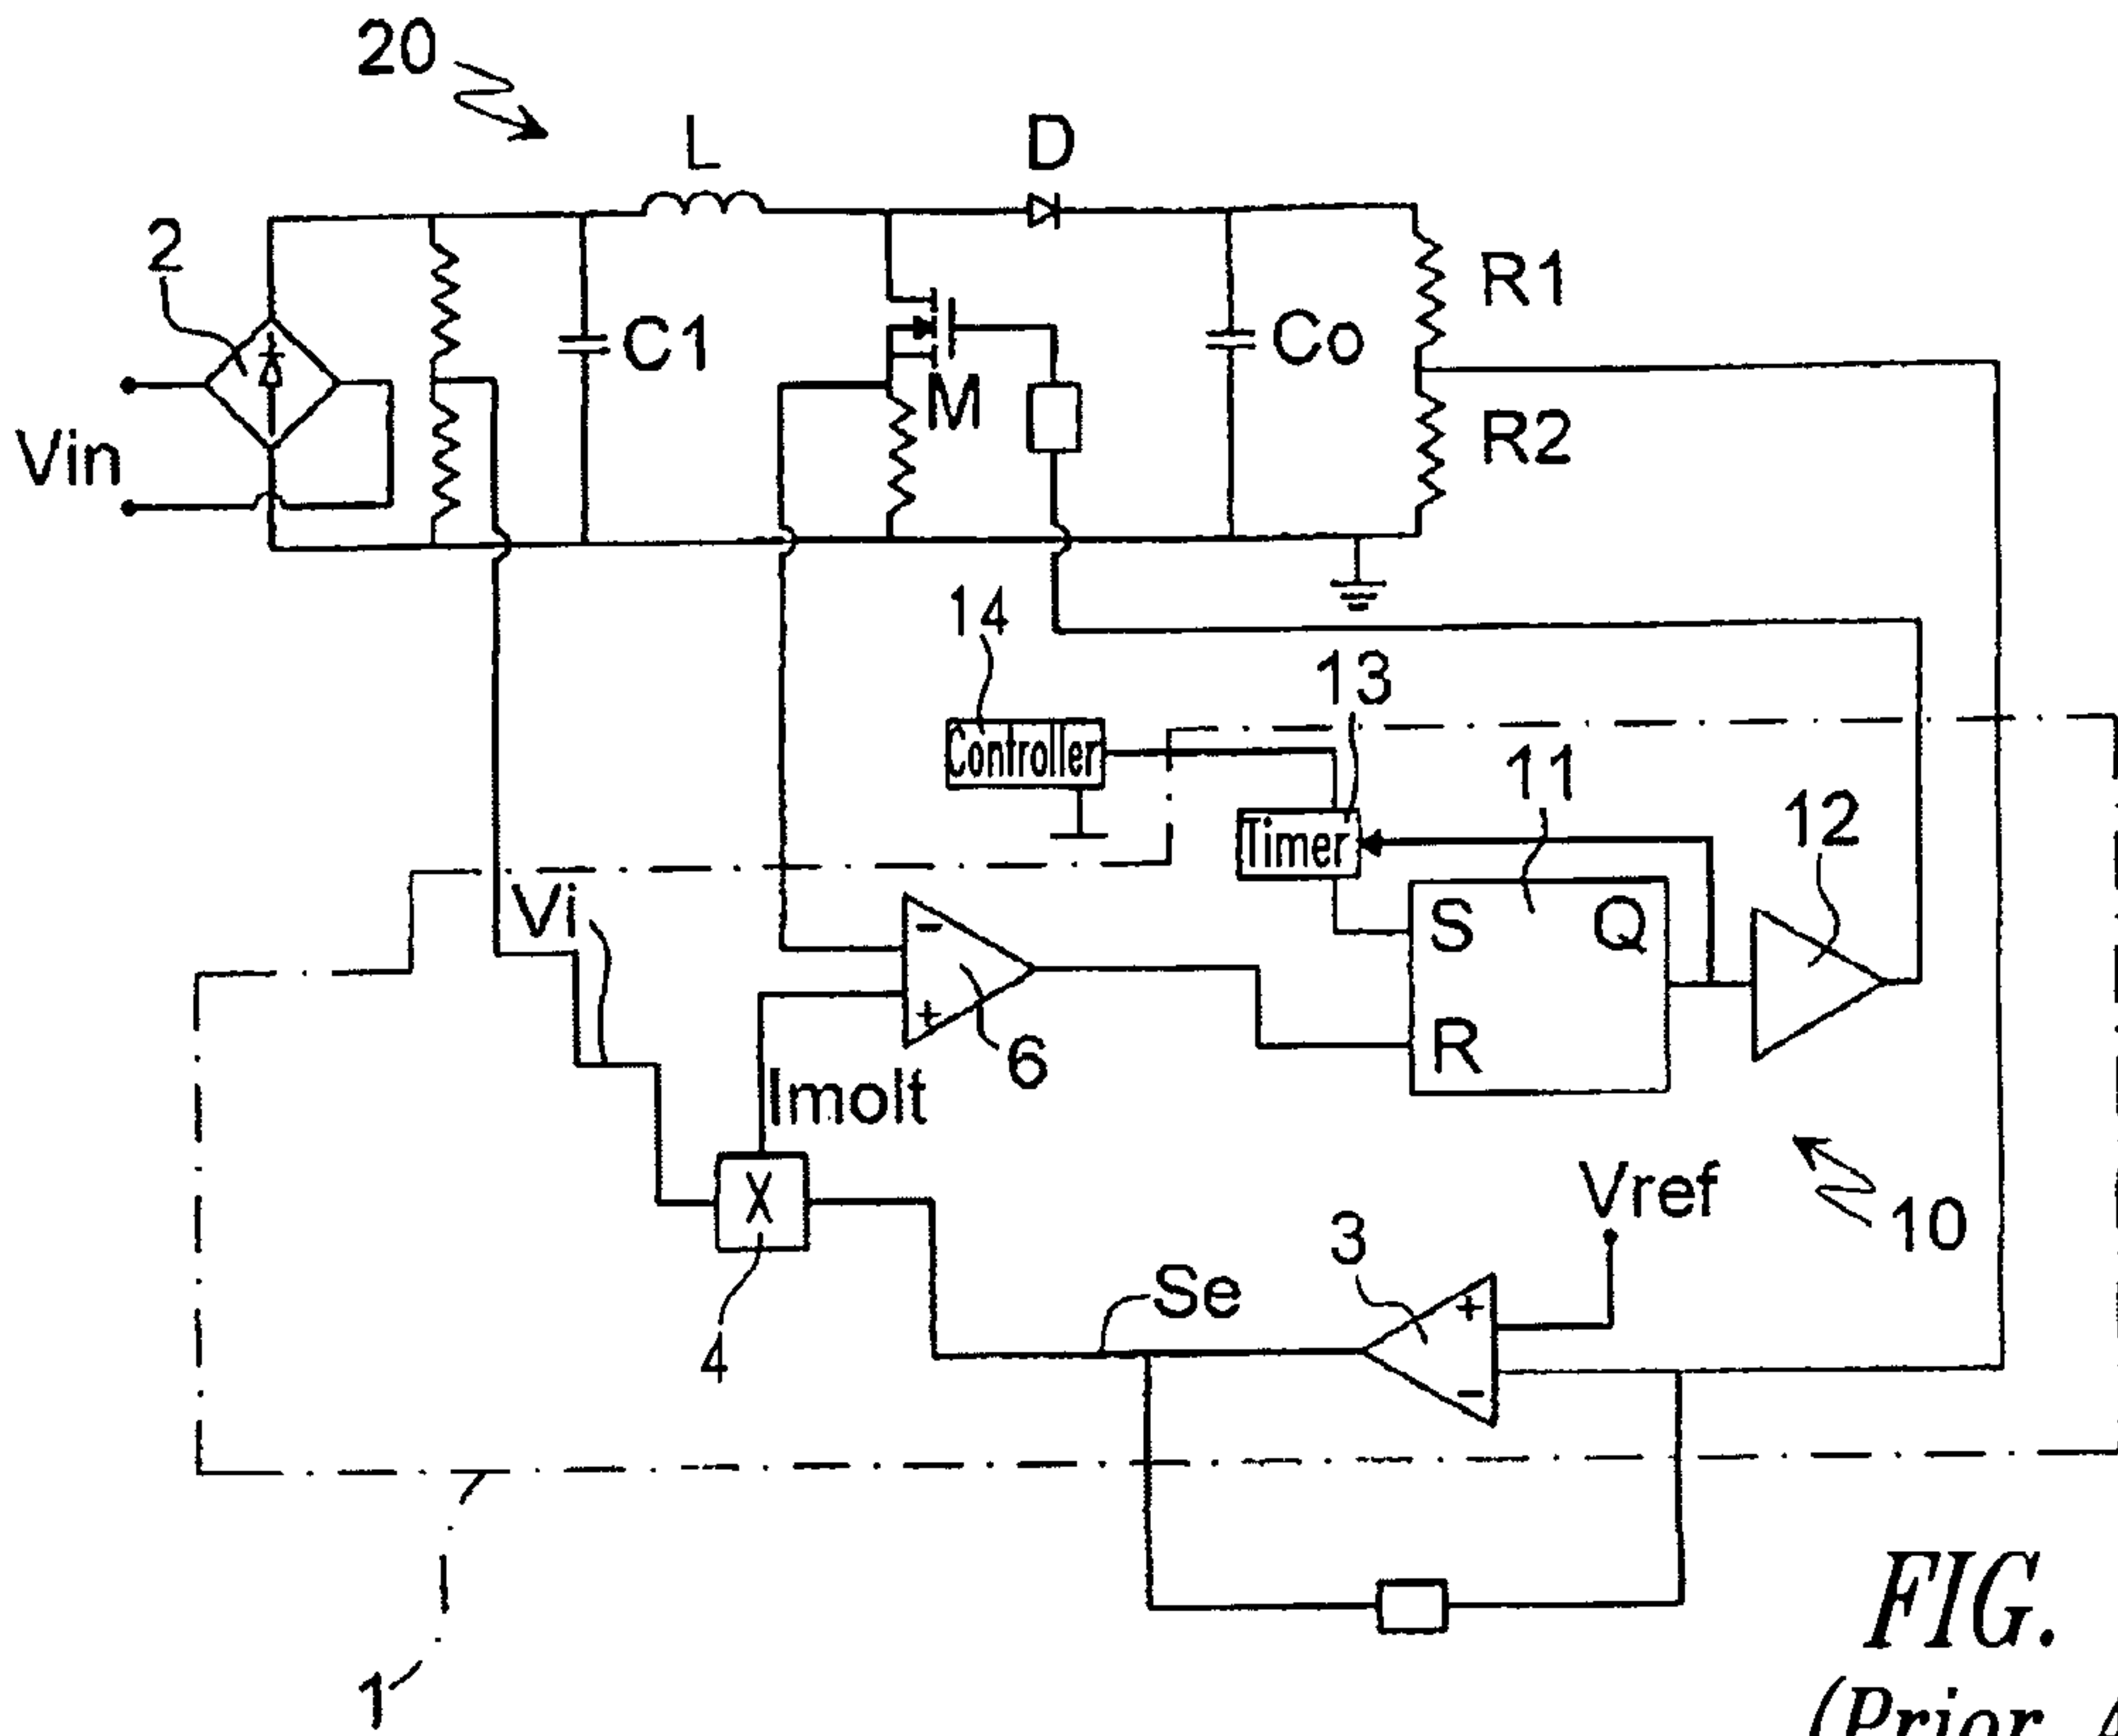 20
L
D
2
R1
C1
Co
M
Vin
R2
14
13
Controller
11
Timer
12
Vi
S
Q
-
+
6
R
Imolt
X
Vref
10
3
Se
+
-
4
FIG.
1
(Prior A